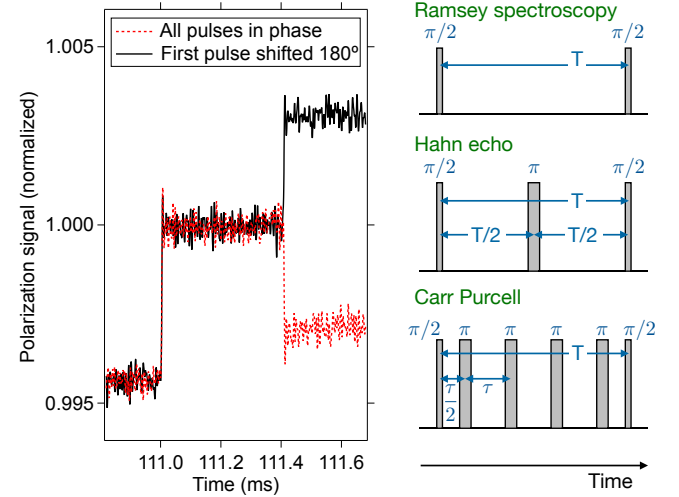 All pulses in phase
First pulse shifted 180º
1.005
1.000
0.995
Polarization signal (normalized)
111.0 111.2 111.4 111.6
Time (ms)
Ramsey spectroscopy
π/2 π/2
T
Hahn echo
π/2 π π/2
T
T/2 T/2
Carr Purcell
π/2 π π π π π/2
T
τ/2 τ
Time